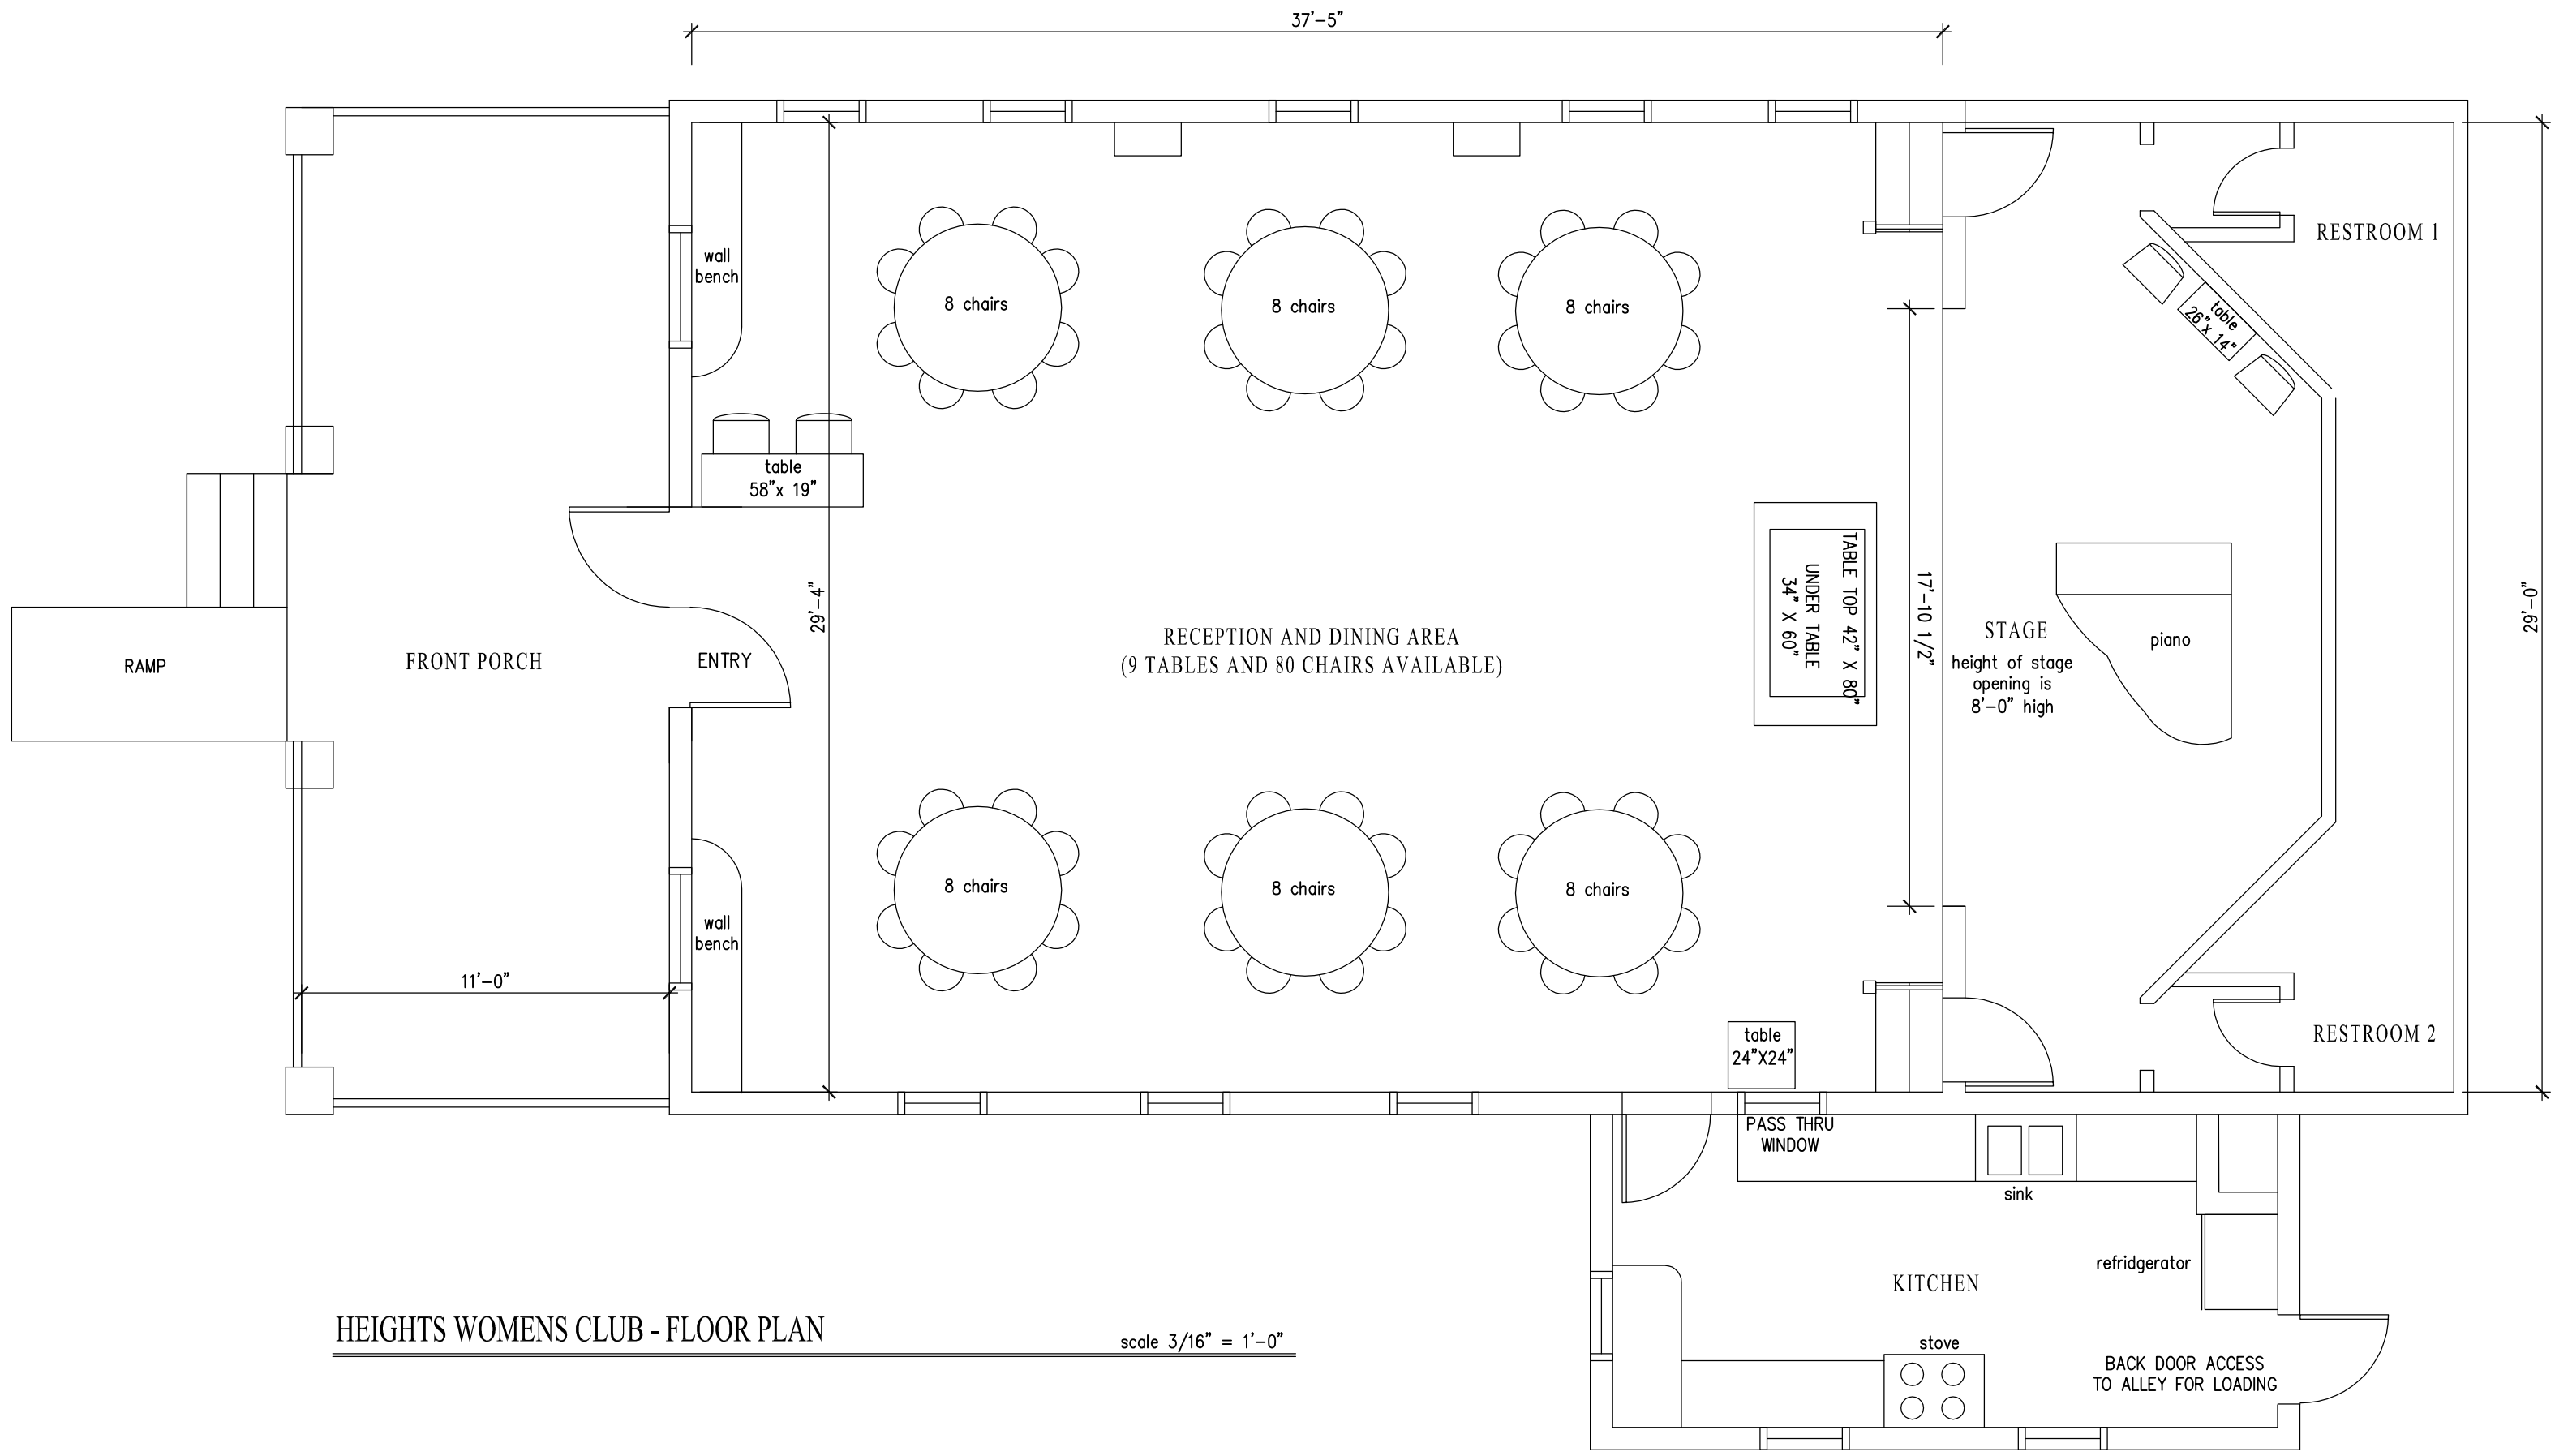 37'-5"
wall
bench
8 chairs
8 chairs
8 chairs
RESTROOM 1
table
26"x 14"
table
58"x 19"
29'-4"
TABLE TOP 42" X 80"
UNDER TABLE
34" X 60"
17'-10 1/2"
29'-0"
RAMP
FRONT PORCH
ENTRY
RECEPTION AND DINING AREA
(9 TABLES AND 80 CHAIRS AVAILABLE)
STAGE
height of stage
opening is
8'-0" high
piano
8 chairs
8 chairs
8 chairs
wall
bench
11'-0"
table
24"X24"
RESTROOM 2
PASS THRU
WINDOW
sink
refridgerator
KITCHEN
stove
BACK DOOR ACCESS
TO ALLEY FOR LOADING
HEIGHTS WOMENS CLUB - FLOOR PLAN
scale 3/16" = 1'-0"